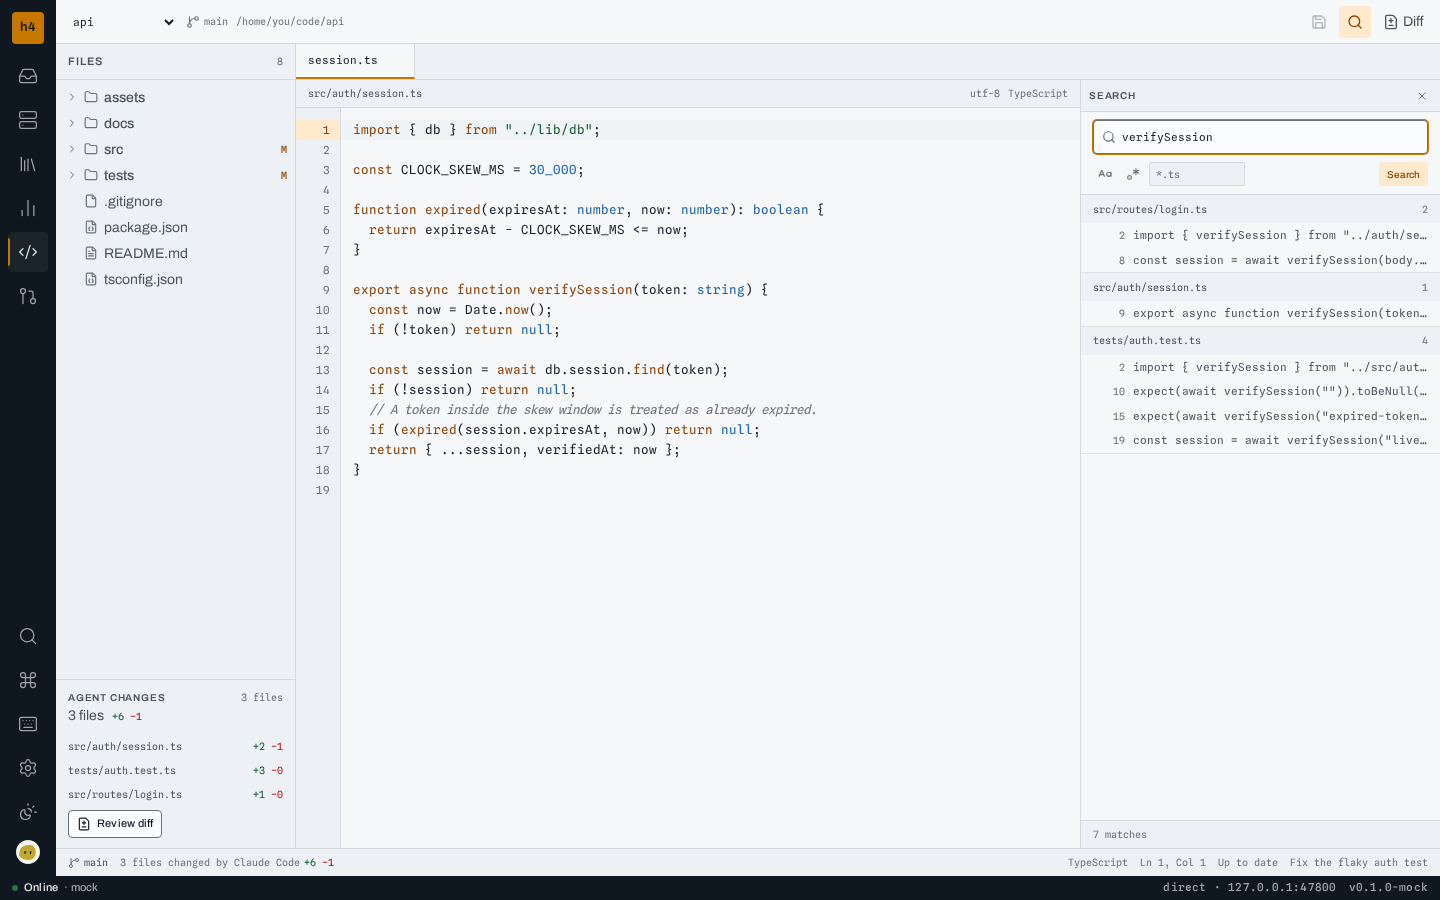 h4
api
main /home/you/code/api
Diff
FILES 8
assets
docs
src M
tests M
.gitignore
package.json
README.md
tsconfig.json
AGENT CHANGES 3 files
3 files +6 −1
src/auth/session.ts +2 −1
tests/auth.test.ts +3 −0
src/routes/login.ts +1 −0
Review diff
session.ts
src/auth/session.ts utf-8 TypeScript
1 import { db } from "../lib/db";
2
3 const CLOCK_SKEW_MS = 30_000;
4
5 function expired(expiresAt: number, now: number): boolean {
6 return expiresAt - CLOCK_SKEW_MS <= now;
7 }
8
9 export async function verifySession(token: string) {
10 const now = Date.now();
11 if (!token) return null;
12
13 const session = await db.session.find(token);
14 if (!session) return null;
15 // A token inside the skew window is treated as already expired.
16 if (expired(session.expiresAt, now)) return null;
17 return { ...session, verifiedAt: now };
18 }
19
SEARCH
verifySession
Aa .* *.ts Search
src/routes/login.ts 2
2 import { verifySession } from "../auth/se…
8 const session = await verifySession(body.…
src/auth/session.ts 1
9 export async function verifySession(token…
tests/auth.test.ts 4
2 import { verifySession } from "../src/aut…
10 expect(await verifySession("")).toBeNull(…
15 expect(await verifySession("expired-token…
19 const session = await verifySession("live…
7 matches
main 3 files changed by Claude Code +6 −1
TypeScript Ln 1, Col 1 Up to date Fix the flaky auth test
Online · mock
direct · 127.0.0.1:47800 v0.1.0-mock